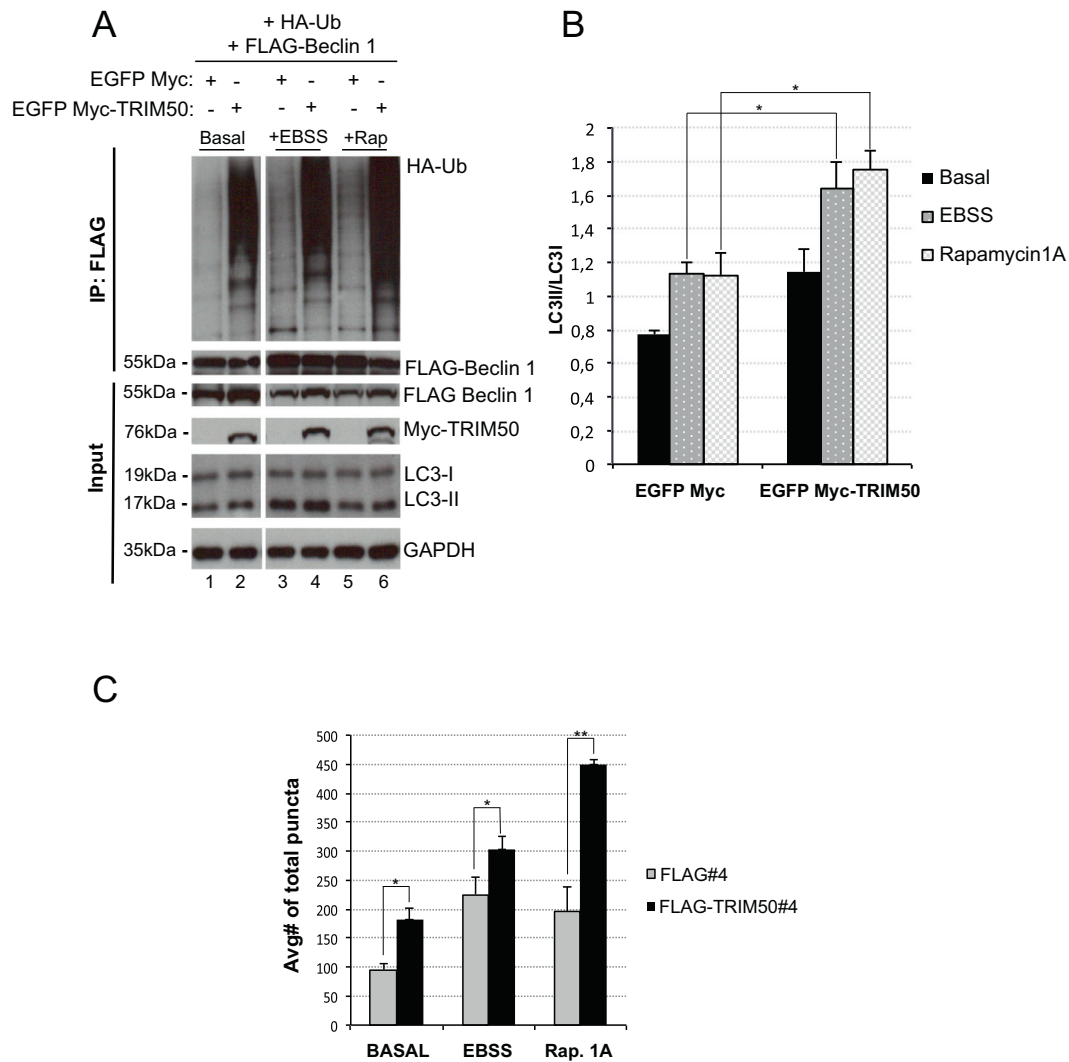 A
+ HA-Ub
+ FLAG-Beclin 1
EGFP Myc: + - + - + -
EGFP Myc-TRIM50: - + - + - +
Basal +EBSS +Rap
IP: FLAG
HA-Ub
55kDa - FLAG-Beclin 1
Input
55kDa - FLAG Beclin 1
76kDa - Myc-TRIM50
19kDa - LC3-I
17kDa - LC3-II
35kDa - GAPDH
1 2 3 4 5 6
B
* *
LC3II/LC3I
2
1,8
1,6
1,4
1,2
1
0,8
0,6
0,4
0,2
0
EGFP Myc EGFP Myc-TRIM50
Basal
EBSS
Rapamycin1A
C
Avg# of total puncta
500
450
400
350
300
250
200
150
100
50
0
* * **
BASAL EBSS Rap. 1A
FLAG#4
FLAG-TRIM50#4